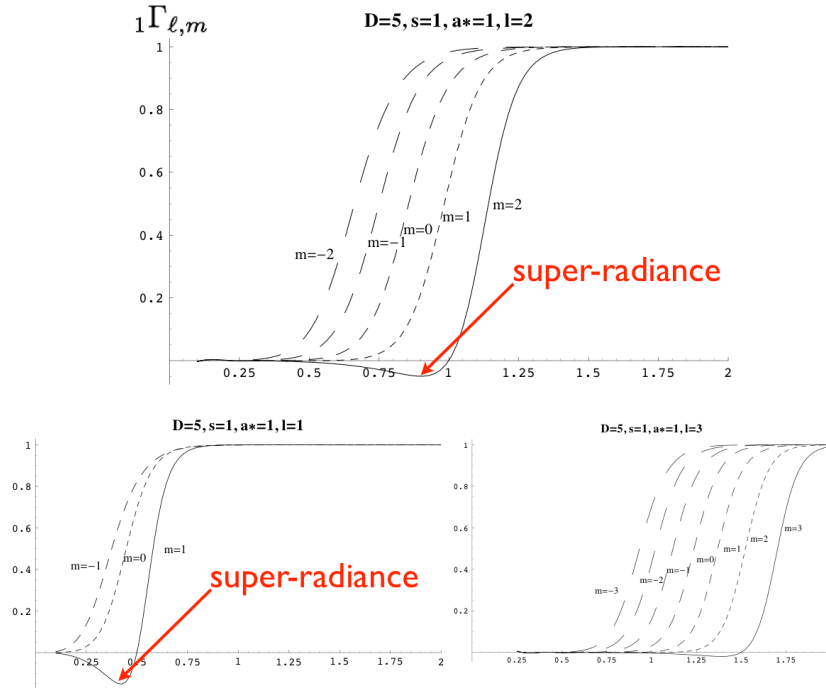 ₁Γℓ,m
D=5, s=1, a*=1, l=2
1
0.8
0.6
0.4
0.2
m=−2
m=−1
m=0
m=1
m=2
super-radiance
0.25 0.5 0.75 1 1.25 1.5 1.75 2
D=5, s=1, a*=1, l=1
1
0.8
0.6
0.4
0.2
m=−1
m=0
m=1
super-radiance
0.25 0.5 0.75 1 1.25 1.5 1.75 2
D=5, s=1, a*=1, l=3
1
0.8
0.6
0.4
0.2
m=−3
m=−2
m=−1
m=0
m=1
m=2
m=3
0.25 0.5 0.75 1 1.25 1.5 1.75